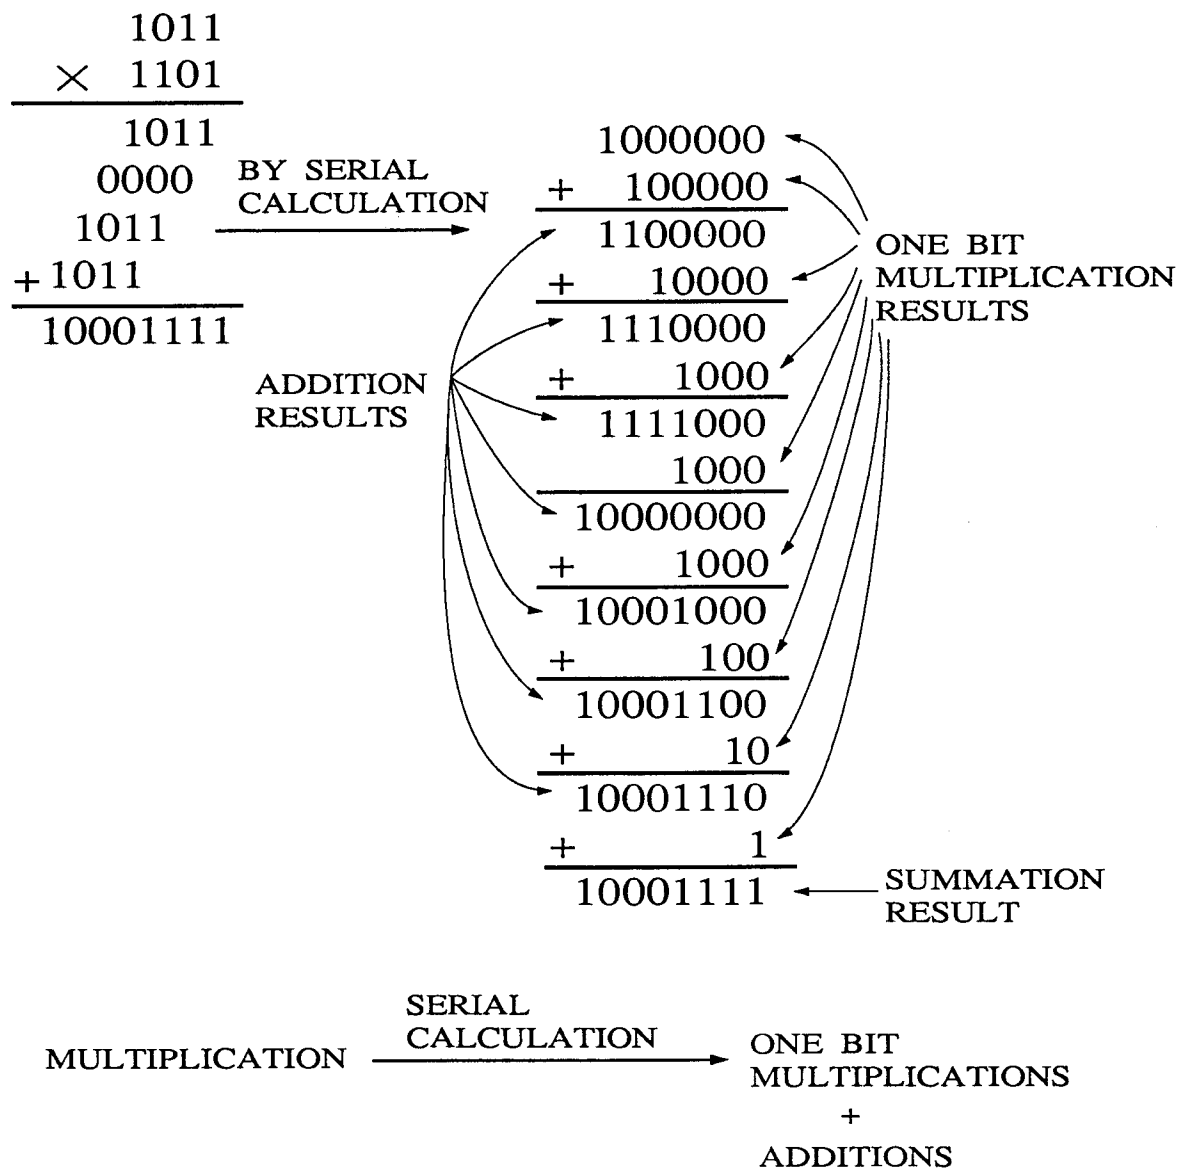 1011
× 1101
1011
0000
1011
+1011
10001111
BY SERIAL
CALCULATION
1000000
+ 100000
1100000
+ 10000
1110000
+ 1000
1111000
1000
10000000
+ 1000
10001000
+ 100
10001100
+ 10
10001110
+ 1
10001111
ONE BIT
MULTIPLICATION
RESULTS
ADDITION
RESULTS
SUMMATION
RESULT
MULTIPLICATION
SERIAL
CALCULATION
ONE BIT
MULTIPLICATIONS
+
ADDITIONS